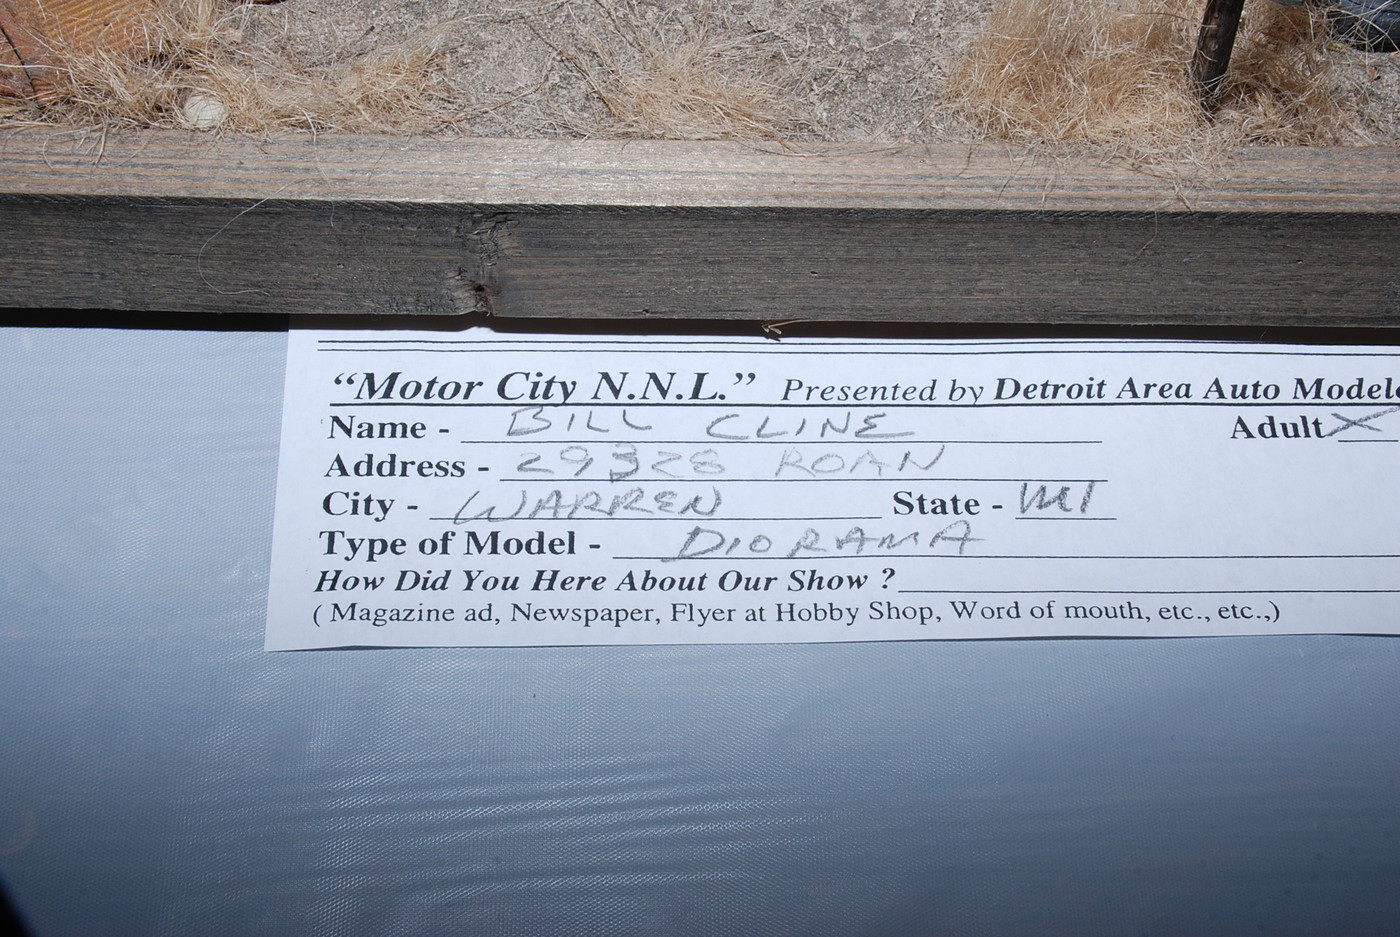 "Motor City N.N.L." Presented by Detroit Area Auto Modele
Name - BILL CLINE Adult X
Address - 29328 ROAN
City - WARREN State - MI
Type of Model - DIORAMA
How Did You Here About Our Show ?
( Magazine ad, Newspaper, Flyer at Hobby Shop, Word of mouth, etc., etc.,)